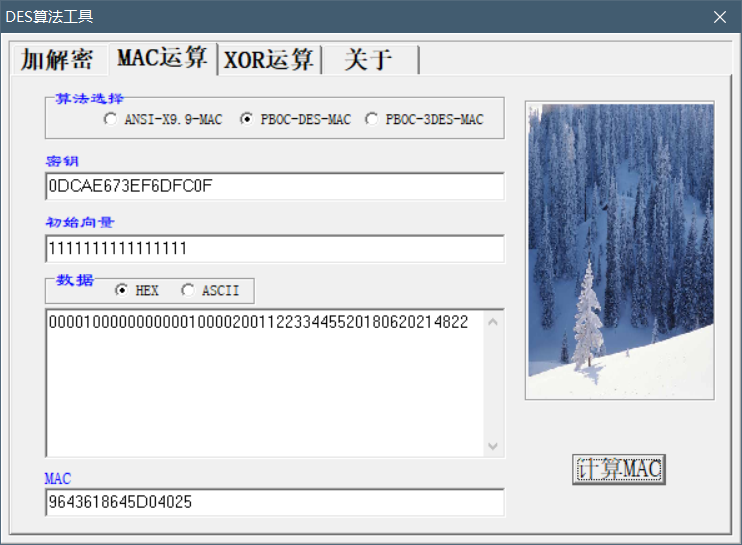 DES算法工具
加解密 MAC运算 XOR运算 关于
算法选择
ANSI-X9.9-MAC PBOC-DES-MAC PBOC-3DES-MAC
密钥
0DCAE673EF6DFC0F
初始向量
1111111111111111
数据 HEX ASCII
0000100000000000100002001122334455201806202148​22
计算MAC
MAC
9643618645D04025